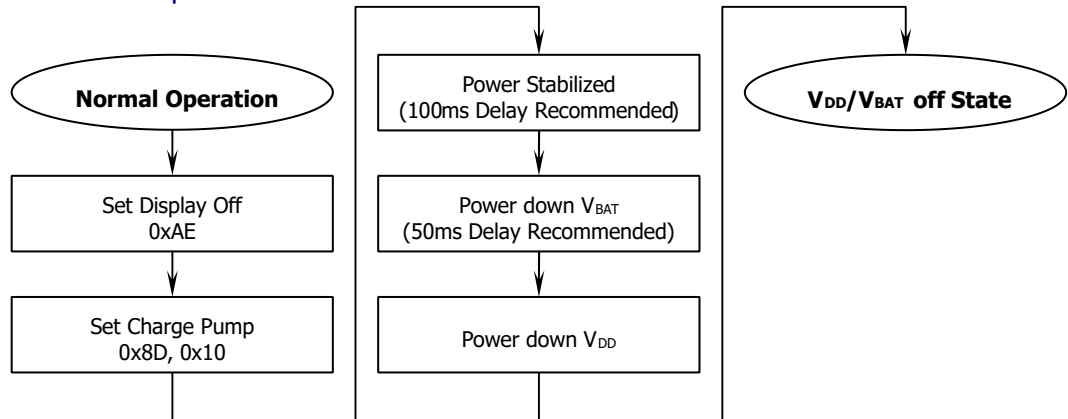 Normal Operation
Set Display Off
0xAE
Set Charge Pump
0x8D, 0x10
Power Stabilized
(100ms Delay Recommended)
Power down VBAT
(50ms Delay Recommended)
Power down VDD
VDD/VBAT off State